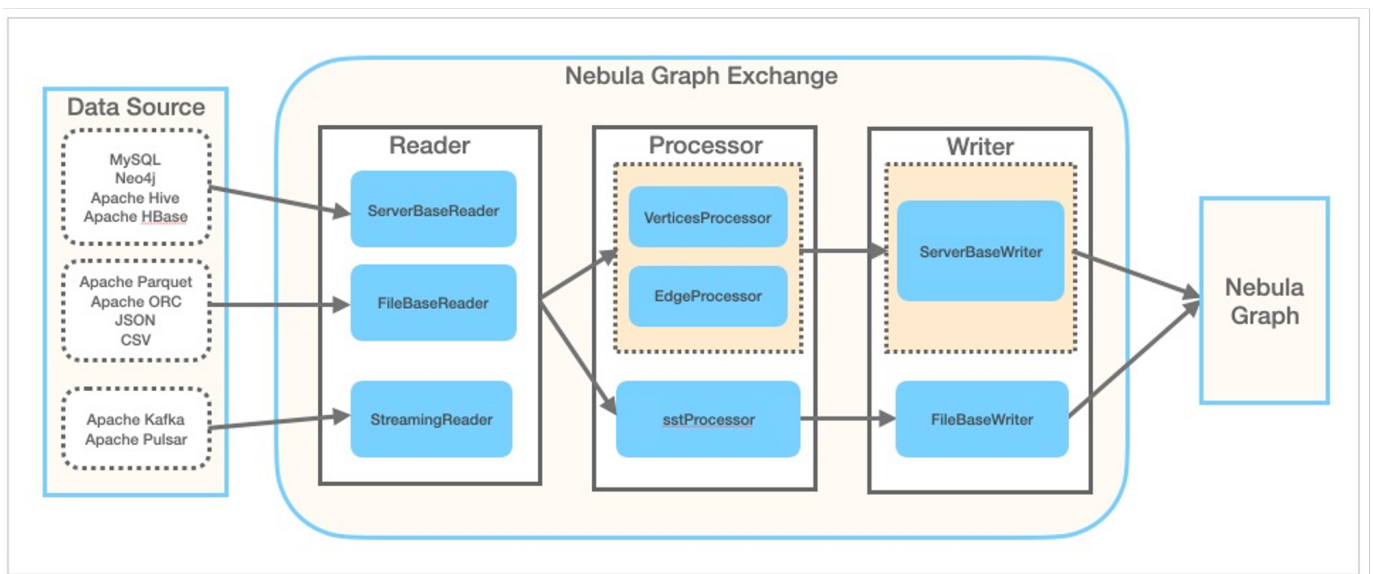 Nebula Graph Exchange
Data Source
MySQL
Neo4j
Apache Hive
Apache HBase
Apache Parquet
Apache ORC
JSON
CSV
Apache Kafka
Apache Pulsar
Reader
ServerBaseReader
FileBaseReader
StreamingReader
Processor
VerticesProcessor
EdgeProcessor
sstProcessor
Writer
ServerBaseWriter
FileBaseWriter
Nebula
Graph